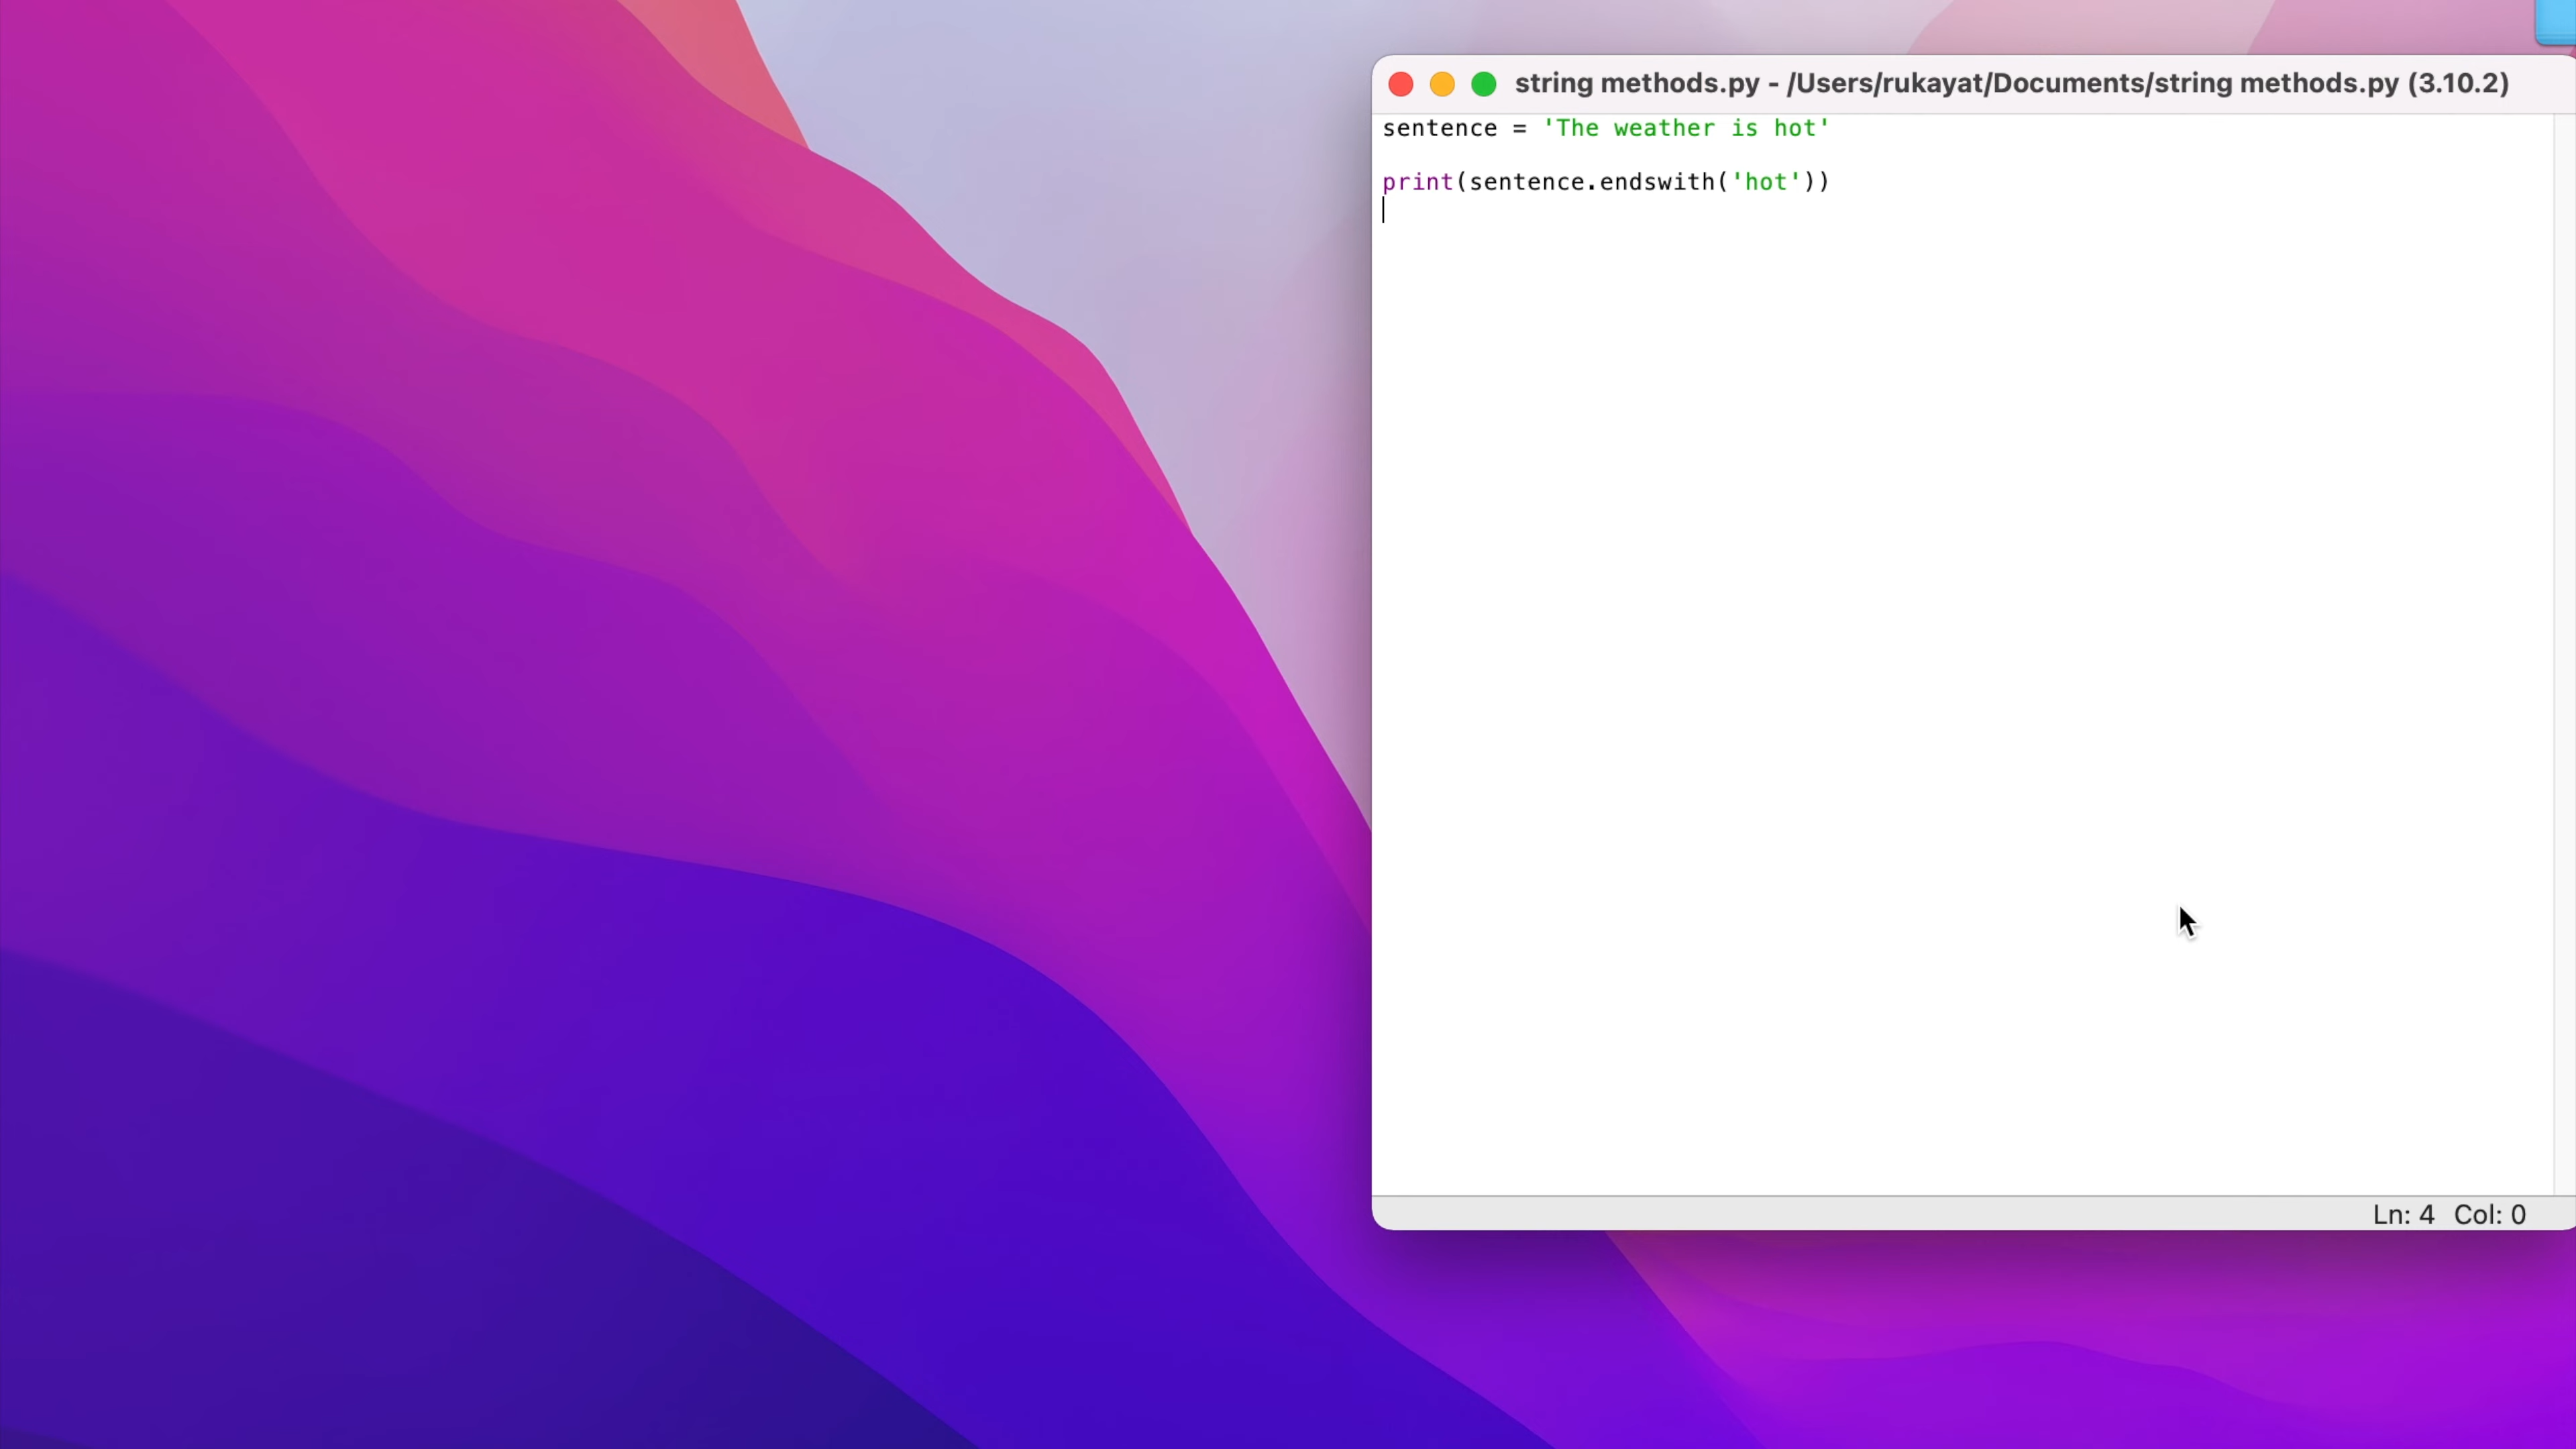 string methods.py - /Users/rukayat/Documents/string methods.py (3.10.2)
sentence = 'The weather is hot'
print(sentence.endswith('hot'))
Ln: 4 Col: 0